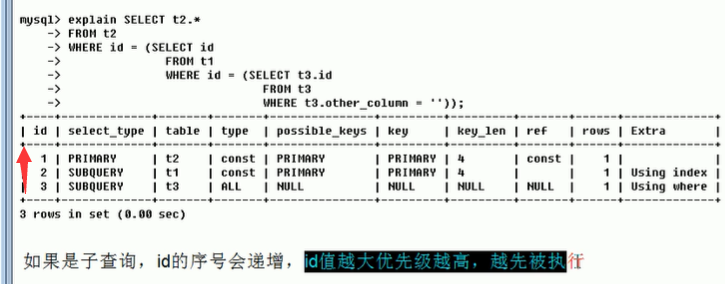 mysql> explain SELECT t2.*
-> FROM t2
-> WHERE id = (SELECT id
-> FROM t1
-> WHERE id = (SELECT t3.id
-> FROM t3
-> WHERE t3.other_column = ''));
| id | select_type | table | type | possible_keys | key | key_len | ref | rows | Extra |
| 1 | PRIMARY | t2 | const | PRIMARY | PRIMARY | 4 | const | 1 | |
| 2 | SUBQUERY | t1 | const | PRIMARY | PRIMARY | 4 | | 1 | Using index |
| 3 | SUBQUERY | t3 | ALL | NULL | NULL | NULL | NULL | 1 | Using where |
3 rows in set (0.00 sec)
如果是子查询，id的序号会递增，id值越大优先级越高，越先被执行